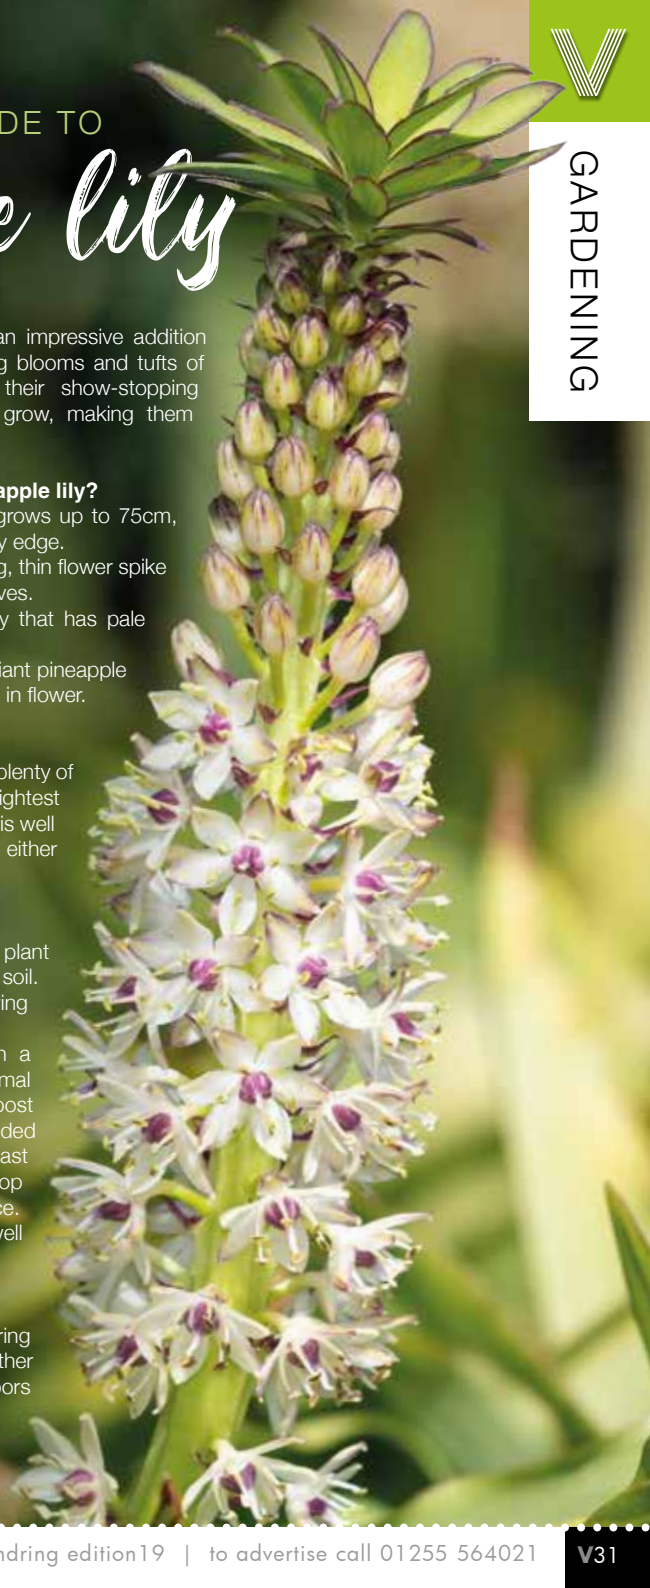 DE TO
e lily
V
GARDENING
an impressive addition
g blooms and tufts of
their show-stopping
grow, making them
apple lily?
grows up to 75cm,
y edge.
g, thin flower spike
ves.
y that has pale
iant pineapple
in flower.
plenty of
ightest
is well
either
plant
soil.
ing
n a
mal
post
ded
ast
op
ce.
vell
ring
ther
oors
ndring edition19 | to advertise call 01255 564021
V31